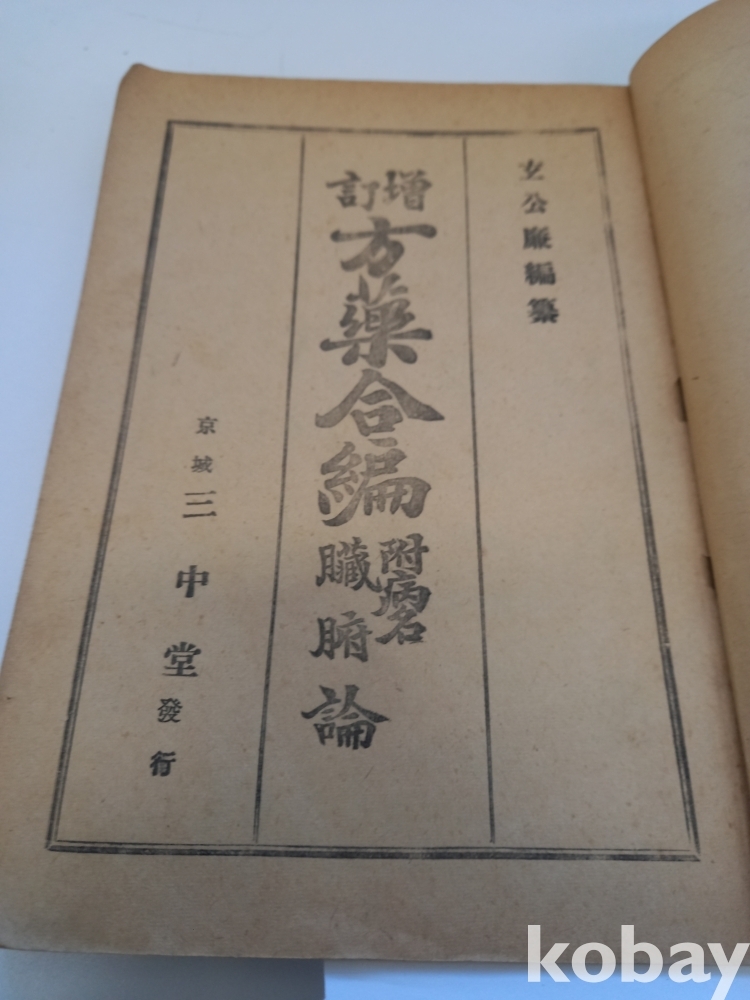 玄公廉編纂
增訂
方藥合編
附病名
臟腑論
京城 三中堂發行
kobay